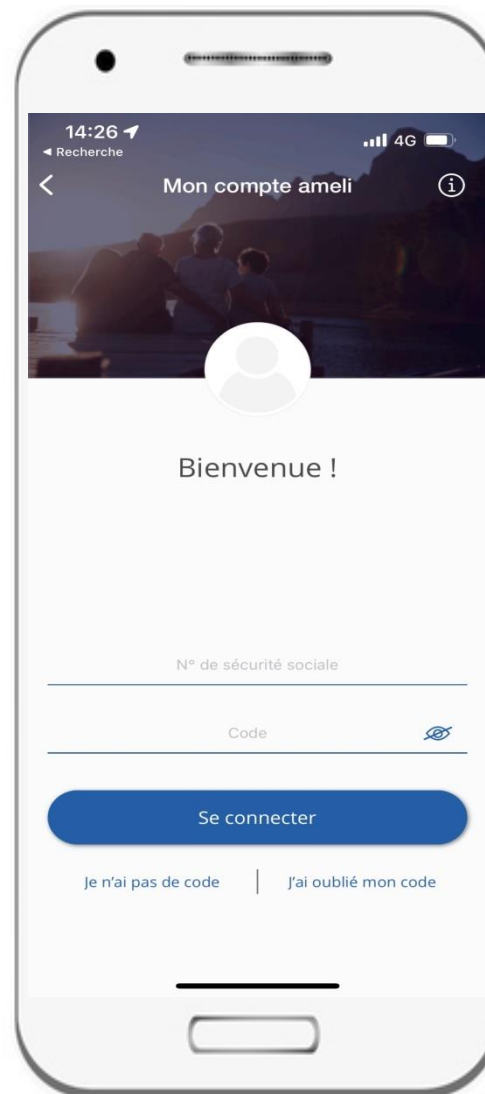 14:26
4G
◀ Recherche
Mon compte ameli
Bienvenue !
N° de sécurité sociale
Code
Se connecter
Je n'ai pas de code | J'ai oublié mon code